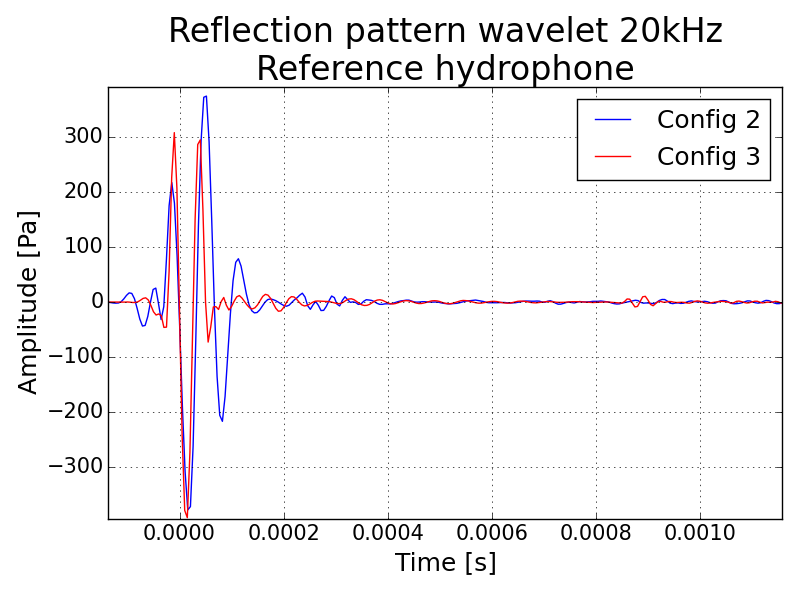 Reflection pattern wavelet 20kHz
Reference hydrophone
Config 2
Config 3
Amplitude [Pa]
300
200
100
0
−100
−200
−300
0.0000 0.0002 0.0004 0.0006 0.0008 0.0010
Time [s]